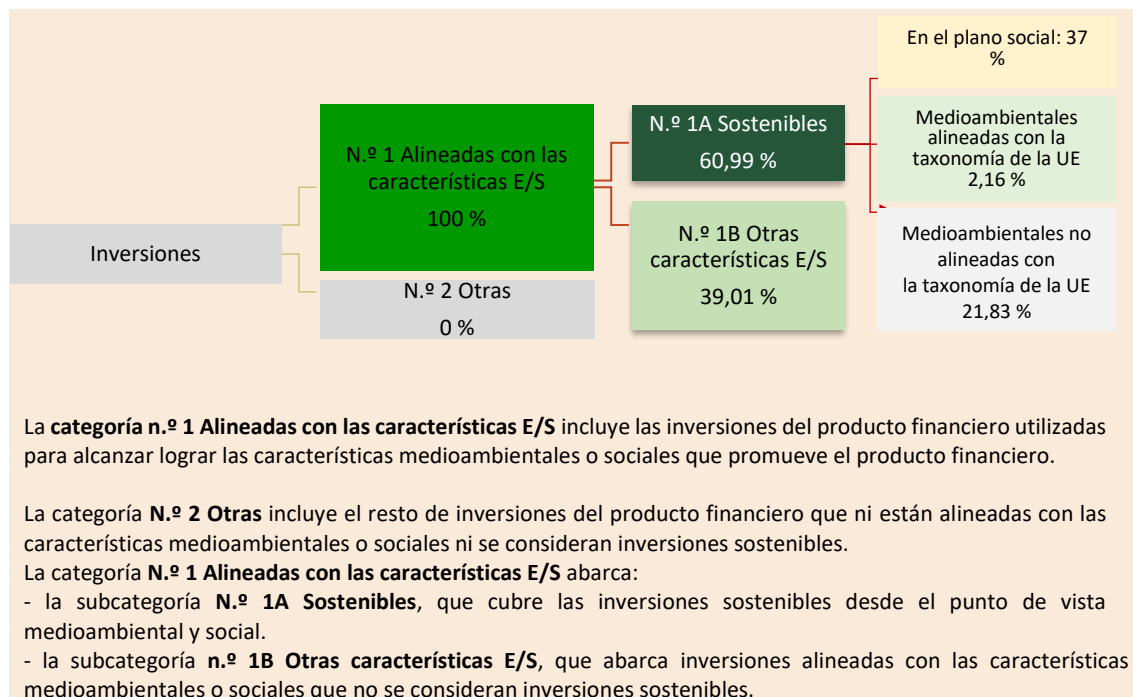 En el plano social: 37
%
N.º 1 Alineadas con las
características E/S
100 %
N.º 1A Sostenibles
60,99 %
Medioambientales
alineadas con la
taxonomía de la UE
2,16 %
Inversiones
N.º 2 Otras
0 %
N.º 1B Otras
características E/S
39,01 %
Medioambientales no
alineadas con
la taxonomía de la UE
21,83 %
La categoría n.º 1 Alineadas con las características E/S incluye las inversiones del producto financiero utilizadas
para alcanzar lograr las características medioambientales o sociales que promueve el producto financiero.
La categoría N.º 2 Otras incluye el resto de inversiones del producto financiero que ni están alineadas con las
características medioambientales o sociales ni se consideran inversiones sostenibles.
La categoría N.º 1 Alineadas con las características E/S abarca:
- la subcategoría N.º 1A Sostenibles, que cubre las inversiones sostenibles desde el punto de vista
medioambiental y social.
- la subcategoría n.º 1B Otras características E/S, que abarca inversiones alineadas con las características
medioambientales o sociales que no se consideran inversiones sostenibles.